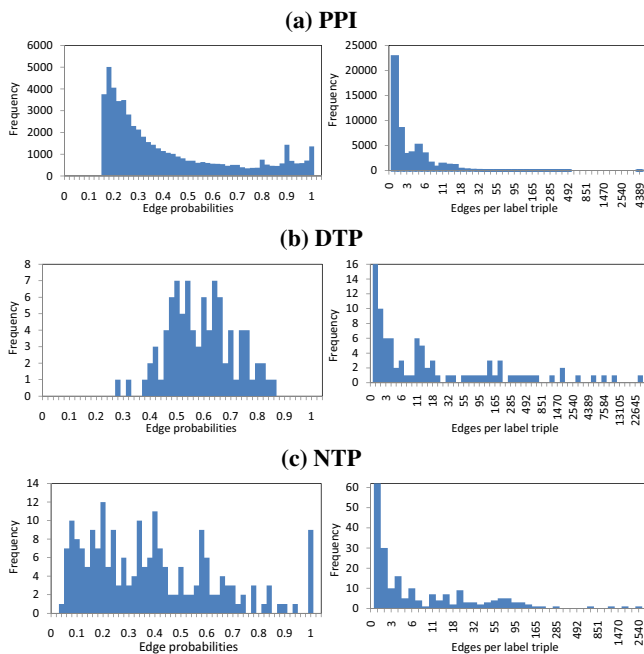 (a) PPI
Frequency
6000
5000
4000
3000
2000
1000
0
0 0.1 0.2 0.3 0.4 0.5 0.6 0.7 0.8 0.9 1
Edge probabilities
Frequency
25000
20000
15000
10000
5000
0
0 3 6 11 18 32 55 95 165 285 492 851 1470 2540 4389
Edges per label triple
(b) DTP
Frequency
8
7
6
5
4
3
2
1
0
0 0.1 0.2 0.3 0.4 0.5 0.6 0.7 0.8 0.9 1
Edge probabilities
Frequency
16
14
12
10
8
6
4
2
0
0 3 6 11 18 32 55 95 165 285 492 851 1470 2540 4389 7584 13105 22645
Edges per label triple
(c) NTP
Frequency
14
12
10
8
6
4
2
0
0 0.1 0.2 0.3 0.4 0.5 0.6 0.7 0.8 0.9 1
Edge probabilities
Frequency
60
50
40
30
20
10
0
0 3 6 11 18 32 55 95 165 285 492 851 1470 2540
Edges per label triple